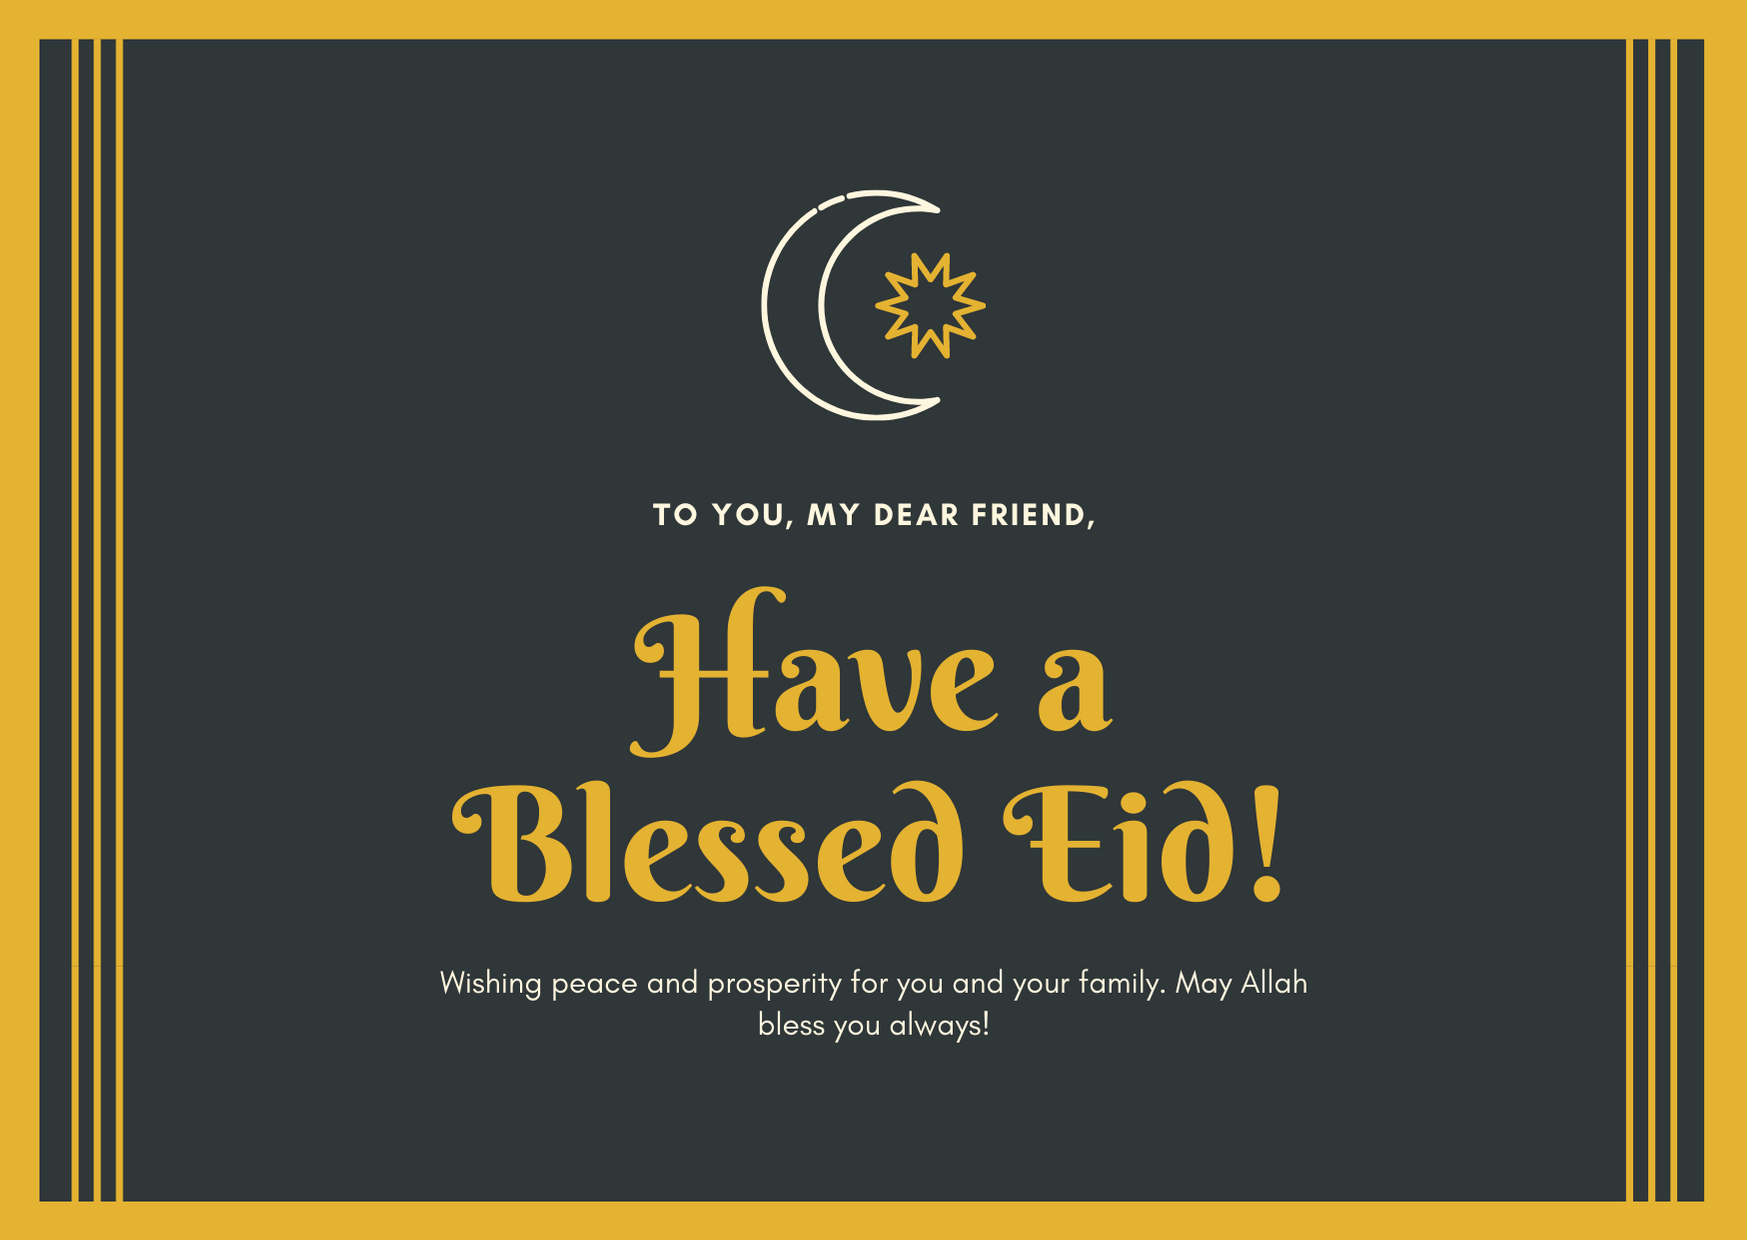 TO YOU, MY DEAR FRIEND,
Have a
Blessed Eid!
Wishing peace and prosperity for you and your family. May Allah
bless you always!